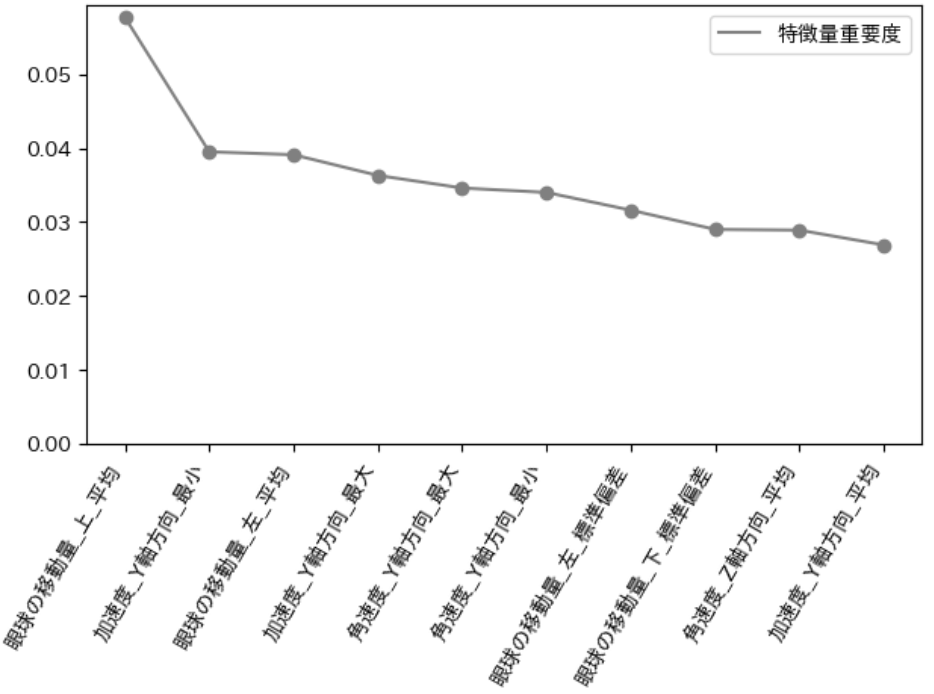 特徴量重要度
0.05
0.04
0.03
0.02
0.01
0.00
眼球の移動量_上_平均
加速度_Y軸方向_最小
眼球の移動量_左_平均
加速度_Y軸方向_最大
角速度_Y軸方向_最大
角速度_Y軸方向_最小
眼球の移動量_左_標準偏差
眼球の移動量_下_標準偏差
角速度_Z軸方向_平均
加速度_Y軸方向_平均